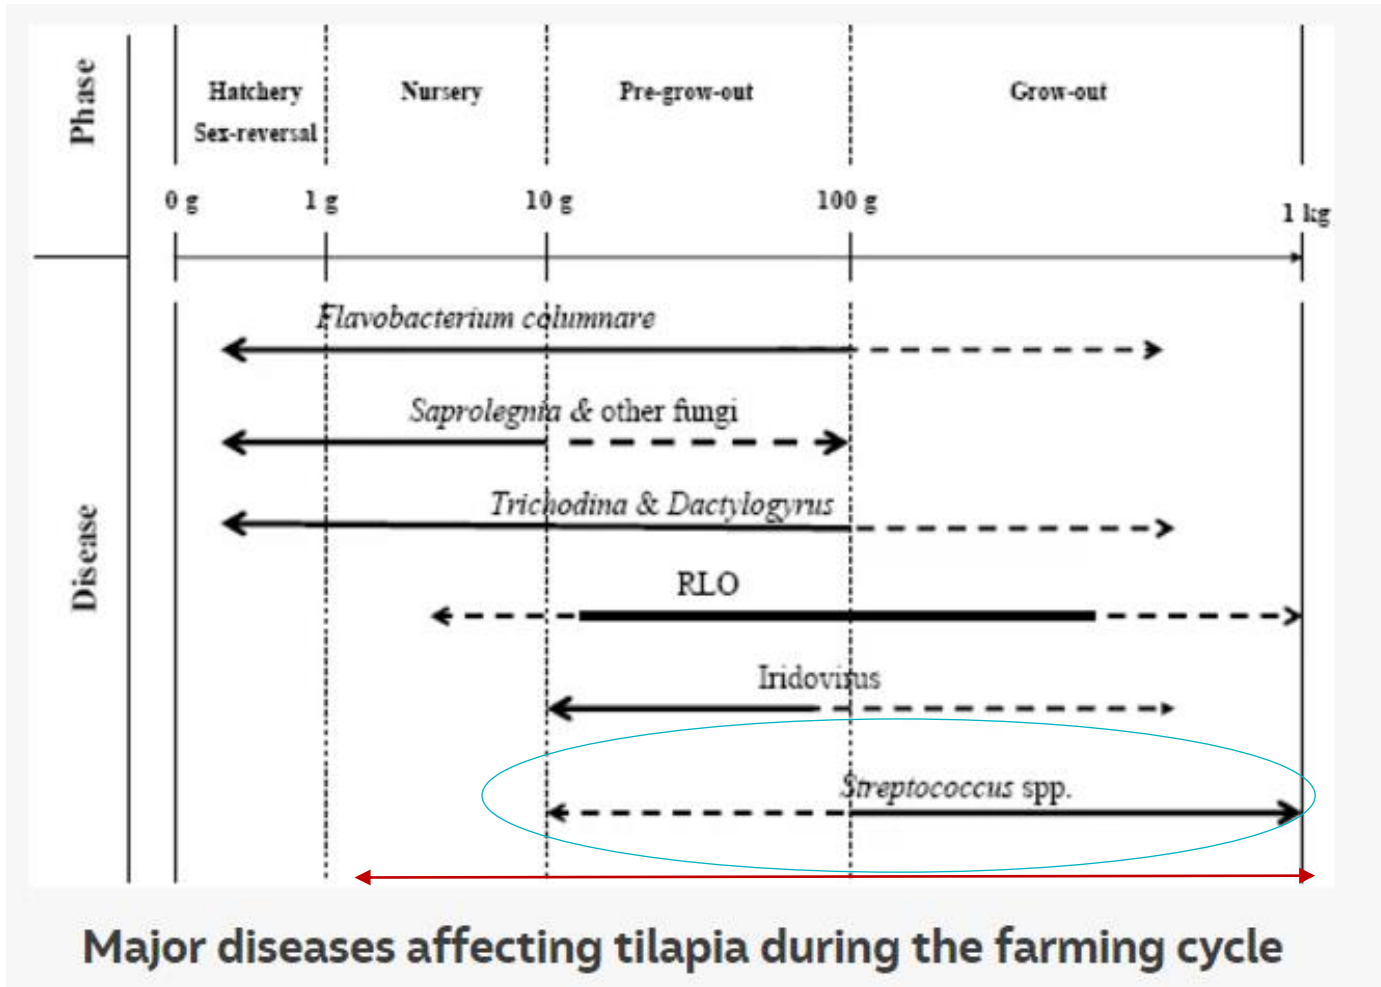 Phase
Hatchery
Sex-reversal
Nursery
Pre-grow-out
Grow-out
0 g
1 g
10 g
100 g
1 kg
Disease
Flavobacterium columnare
Saprolegnia & other fungi
Trichodina & Dactylogyrus
RLO
Iridovirus
Streptococcus spp.
Major diseases affecting tilapia during the farming cycle